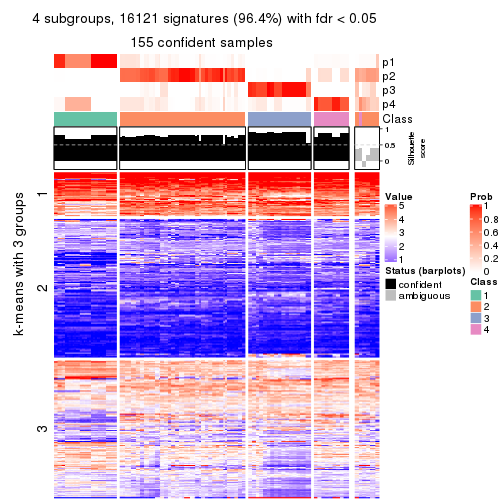 4 subgroups, 16121 signatures (96.4%) with fdr < 0.05
155 confident samples
p1
p2
p3
p4
Class
1
0.5
0
Silhouette
score
k-means with 3 groups
1
2
3
Value
5
4
3
2
1
Status (barplots)
confident
ambiguous
Prob
1
0.8
0.6
0.4
0.2
0
Class
1
2
3
4